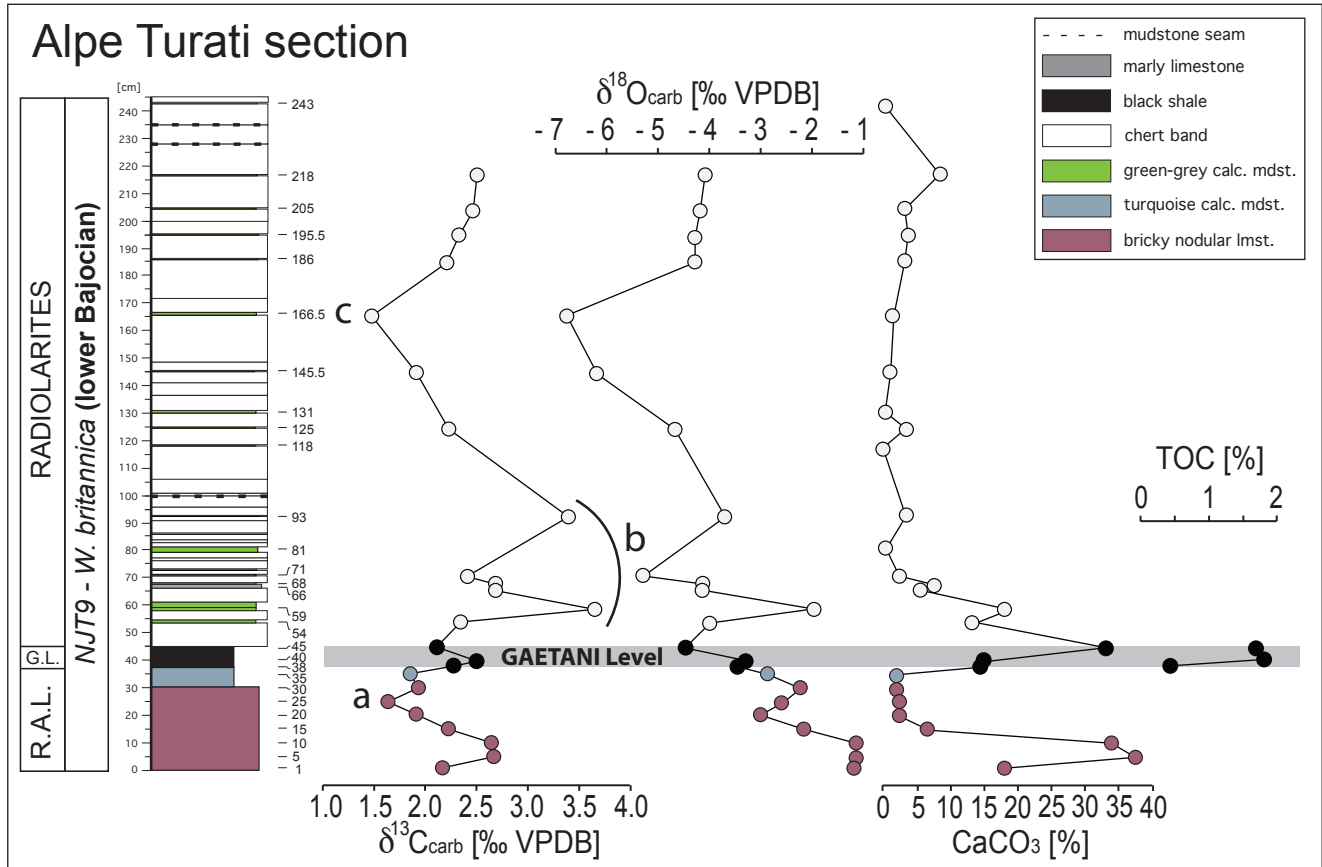 Alpe Turati section
[cm]
240
230
220
210
200
190
180
170
160
150
140
130
120
110
100
90
80
70
60
50
40
30
20
10
0
243
218
205
195.5
186
166.5
145.5
131
125
118
93
81
71
68
66
59
54
45
40
38
35
30
25
20
15
10
5
1
RADIOLARITES
G.L.
R.A.L.
NJT9 - W. britannica (lower Bajocian)
δ18Ocarb [‰ VPDB]
- 7 - 6 - 5 - 4 - 3 - 2 - 1
mudstone seam
marly limestone
black shale
chert band
green-grey calc. mdst.
turquoise calc. mdst.
bricky nodular lmst.
c
b
a
GAETANI Level
TOC [%]
0 1 2
1.0 1.5 2.0 2.5 3.0 3.5 4.0
δ13Ccarb [‰ VPDB]
0 5 10 15 20 25 30 35 40
CaCO3 [%]